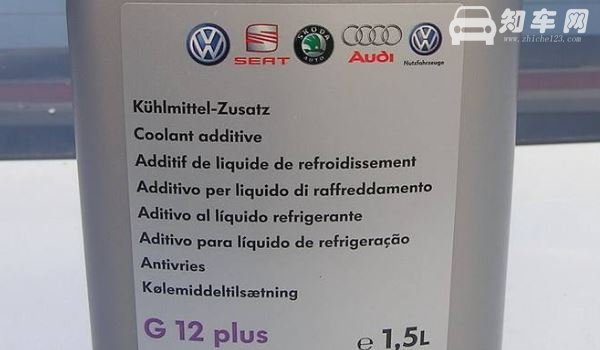 知车网
www.zhiche123.com
SEAT
SKODA
AUTO
Audi
Nutzfahrzeuge
Kühlmittel-Zusatz
Coolant additive
Additif de liquide de refroidissement
Additivo per liquido di raffreddamento
Aditivo al líquido refrigerante
Aditivo para líquido de refrigeração
Antivries
Kølemiddeltilsætning
G 12 plus
℮ 1,5L